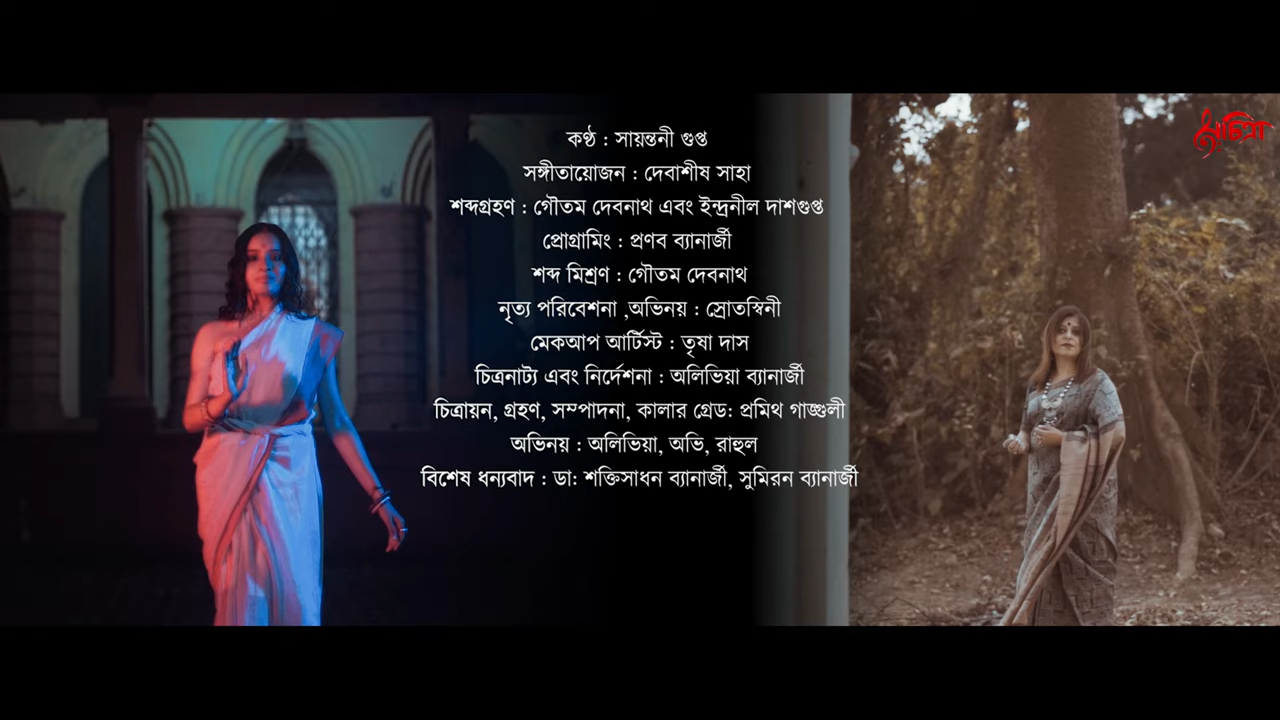 কণ্ঠ : সায়ন্তনী গুপ্ত
সঙ্গীতায়োজন : দেবাশীষ সাহা
শব্দগ্রহণ : গৌতম দেবনাথ এবং ইন্দ্রনীল দাশগুপ্ত
প্রোগ্রামিং : প্রণব ব্যানার্জী
শব্দ মিশ্রণ : গৌতম দেবনাথ
নৃত্য পরিবেশনা ,অভিনয় : স্রোতস্বিনী
মেকআপ আর্টিস্ট : তৃষা দাস
চিত্রনাট্য এবং নির্দেশনা : অলিভিয়া ব্যানার্জী
চিত্রায়ন, গ্রহণ, সম্পাদনা, কালার গ্রেড: প্রমিথ গাঙ্গুলী
অভিনয় : অলিভিয়া, অভি, রাহুল
বিশেষ ধন্যবাদ : ডা: শক্তিসাধন ব্যানার্জী, সুমিরন ব্যানার্জী